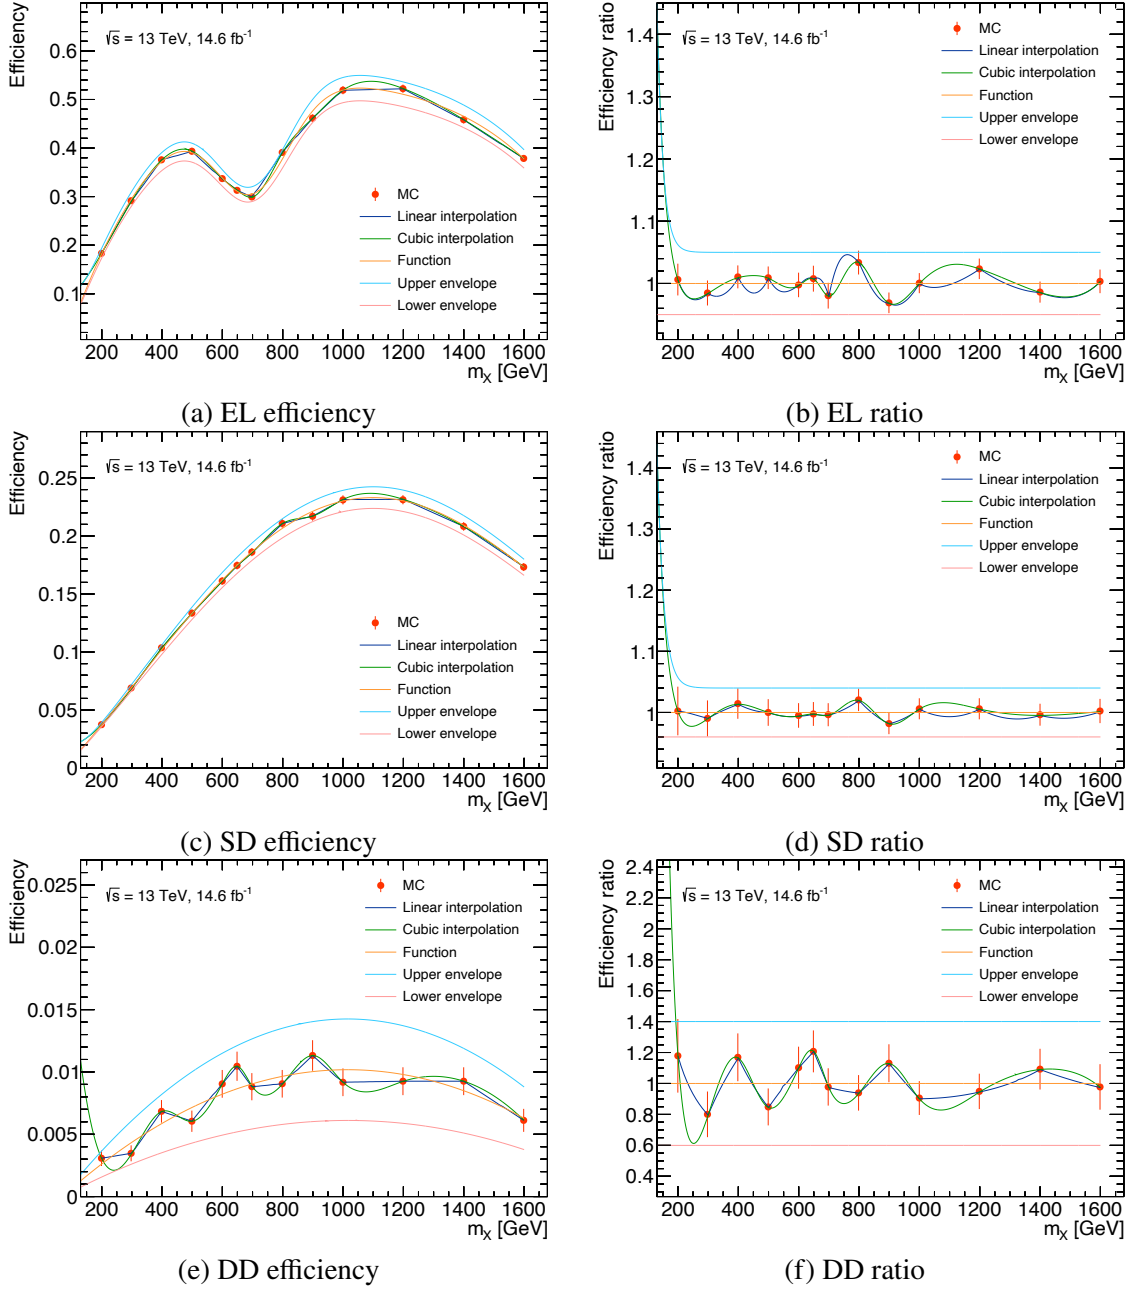 Efficiency
√s = 13 TeV, 14.6 fb⁻¹
0.6
0.5
0.4
0.3
0.2
0.1
MC
Linear interpolation
Cubic interpolation
Function
Upper envelope
Lower envelope
200 400 600 800 1000 1200 1400 1600
m_X [GeV]
(a) EL efficiency
Efficiency ratio
√s = 13 TeV, 14.6 fb⁻¹
1.4
1.3
1.2
1.1
1
MC
Linear interpolation
Cubic interpolation
Function
Upper envelope
Lower envelope
200 400 600 800 1000 1200 1400 1600
m_X [GeV]
(b) EL ratio
Efficiency
√s = 13 TeV, 14.6 fb⁻¹
0.25
0.2
0.15
0.1
0.05
0
MC
Linear interpolation
Cubic interpolation
Function
Upper envelope
Lower envelope
200 400 600 800 1000 1200 1400 1600
m_X [GeV]
(c) SD efficiency
Efficiency ratio
√s = 13 TeV, 14.6 fb⁻¹
1.4
1.3
1.2
1.1
1
MC
Linear interpolation
Cubic interpolation
Function
Upper envelope
Lower envelope
200 400 600 800 1000 1200 1400 1600
m_X [GeV]
(d) SD ratio
Efficiency
√s = 13 TeV, 14.6 fb⁻¹
0.025
0.02
0.015
0.01
0.005
0
MC
Linear interpolation
Cubic interpolation
Function
Upper envelope
Lower envelope
200 400 600 800 1000 1200 1400 1600
m_X [GeV]
(e) DD efficiency
Efficiency ratio
√s = 13 TeV, 14.6 fb⁻¹
2.4
2.2
2
1.8
1.6
1.4
1.2
1
0.8
0.6
0.4
MC
Linear interpolation
Cubic interpolation
Function
Upper envelope
Lower envelope
200 400 600 800 1000 1200 1400 1600
m_X [GeV]
(f) DD ratio